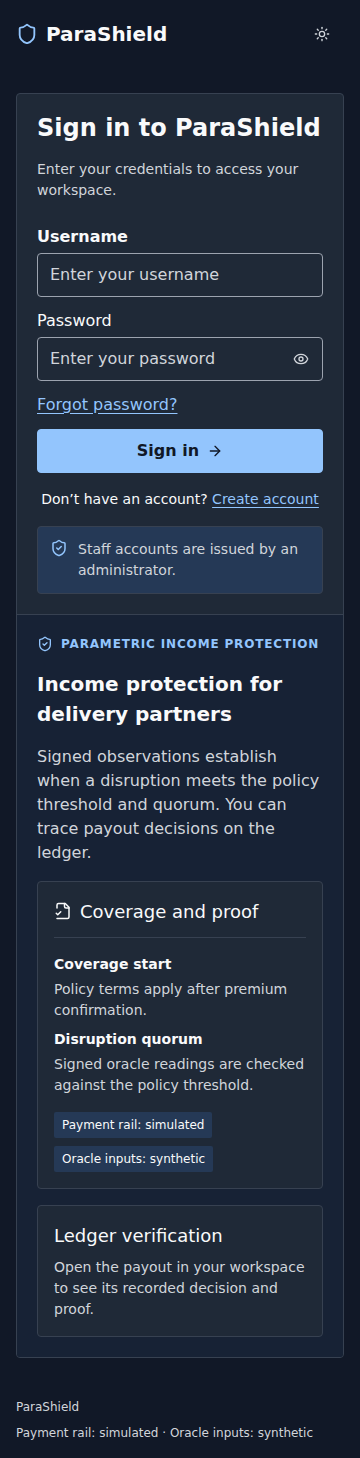 ParaShield
Sign in to ParaShield
Enter your credentials to access your
workspace.
Username
Enter your username
Password
Enter your password
Forgot password?
Sign in
Don’t have an account? Create account
Staff accounts are issued by an
administrator.
PARAMETRIC INCOME PROTECTION
Income protection for
delivery partners
Signed observations establish
when a disruption meets the policy
threshold and quorum. You can
trace payout decisions on the
ledger.
Coverage and proof
Coverage start
Policy terms apply after premium
confirmation.
Disruption quorum
Signed oracle readings are checked
against the policy threshold.
Payment rail: simulated
Oracle inputs: synthetic
Ledger verification
Open the payout in your workspace
to see its recorded decision and
proof.
ParaShield
Payment rail: simulated · Oracle inputs: synthetic